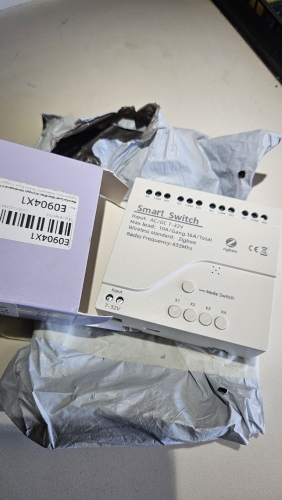 E0904X1
E0904X1
Smart Switch
Input: AC/DC 7-32V
Max.load: 10A/Gang,16A/Total
Wireless standard: Zigbee
Radio Frequency:433Mhz
zigbee
CE
Mode Switch
Input
7-32V
K1
K2
K3
K4